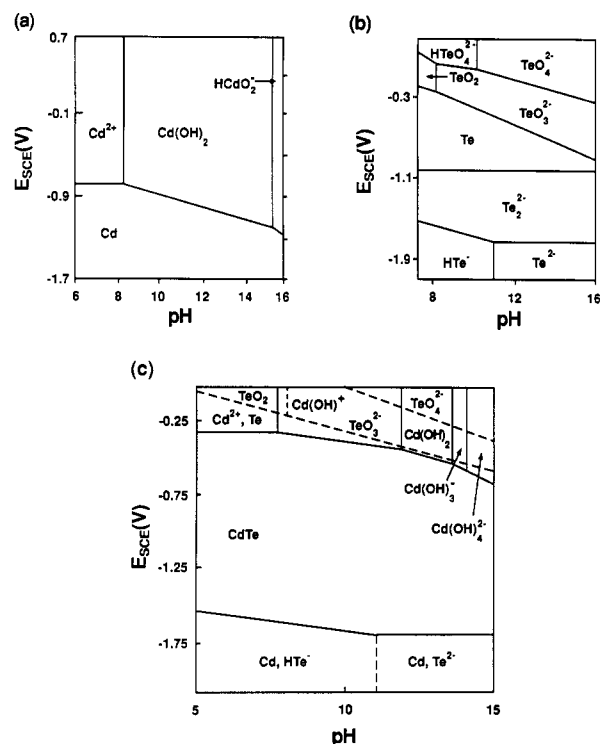 (a)
0.7
-0.1
-0.9
-1.7
E_SCE(V)
Cd²⁺
Cd(OH)₂
HCdO₂⁻
Cd
6 8 10 12 14 16
pH
(b)
-0.3
-1.1
-1.9
E_SCE(V)
HTeO₄²⁻
TeO₄²⁻
TeO₂
TeO₃²⁻
Te
Te₂²⁻
HTe⁻
Te²⁻
8 12 16
pH
(c)
-0.25
-0.75
-1.25
-1.75
E_SCE(V)
TeO₂
Cd(OH)⁺
TeO₄²⁻
Cd²⁺, Te
TeO₃²⁻
Cd(OH)₂
Cd(OH)₃⁻
Cd(OH)₄²⁻
CdTe
Cd, HTe⁻
Cd, Te²⁻
5 10 15
pH